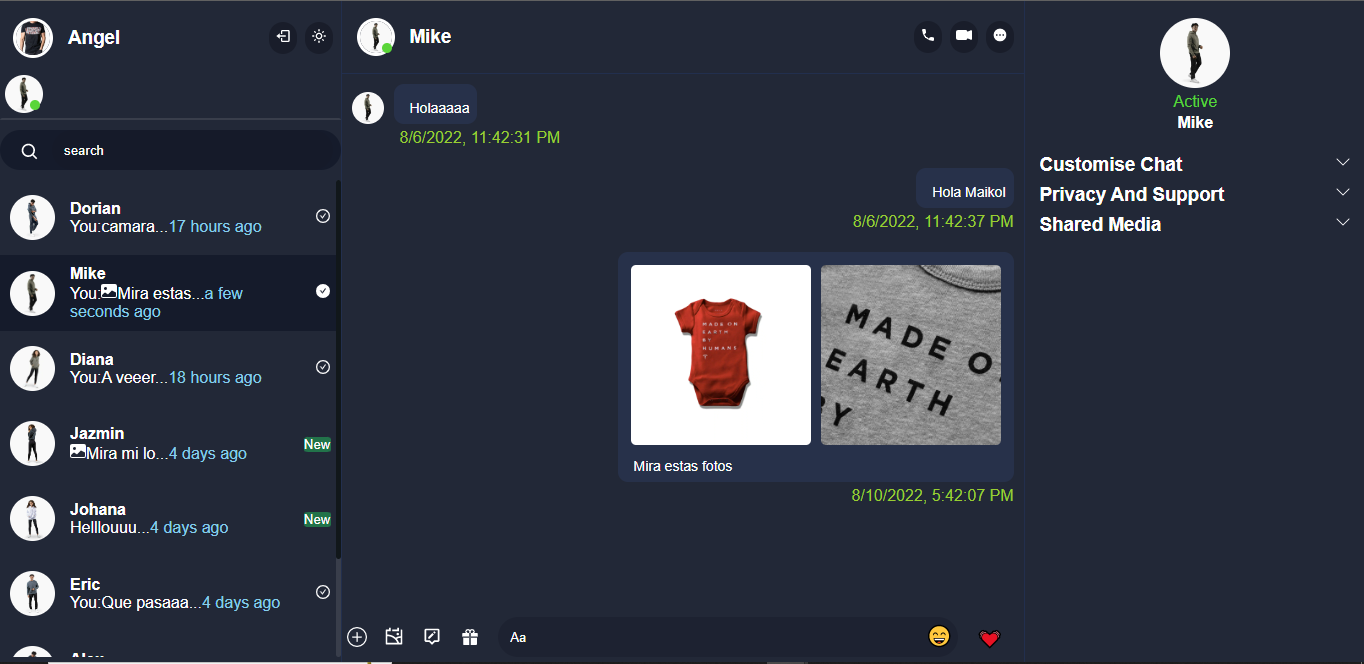 Angel
search
Dorian
You:camara...17 hours ago
Mike
You:Mira estas...a few
seconds ago
Diana
You:A veeer...18 hours ago
Jazmin
Mira mi lo...4 days ago
New
Johana
Helllouuu...4 days ago
New
Eric
You:Que pasaaa...4 days ago
Mike
Holaaaaa
8/6/2022, 11:42:31 PM
Hola Maikol
8/6/2022, 11:42:37 PM
MADE ON
EARTH
BY
HUMANS
MADE O
EARTH
BY
Mira estas fotos
8/10/2022, 5:42:07 PM
Aa
Active
Mike
Customise Chat
Privacy And Support
Shared Media